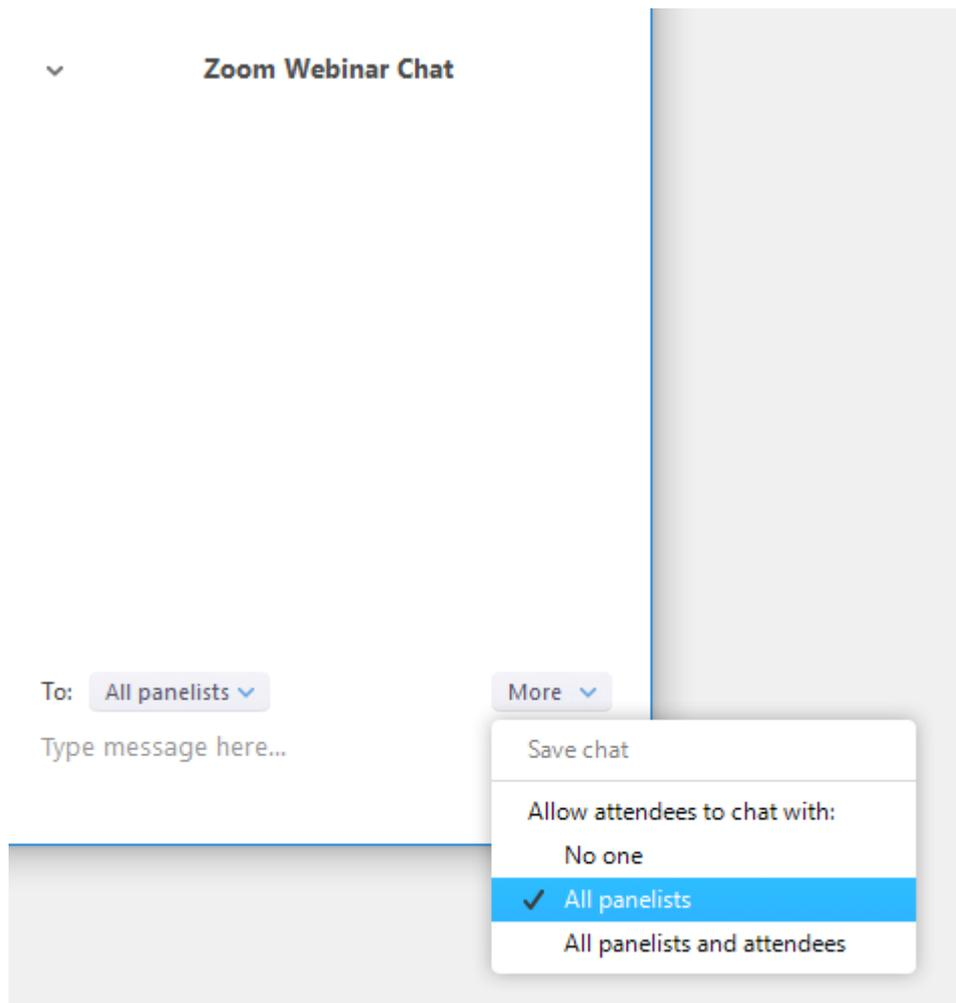 Zoom Webinar Chat
To: All panelists More
Type message here...
Save chat
Allow attendees to chat with:
No one
All panelists
All panelists and attendees